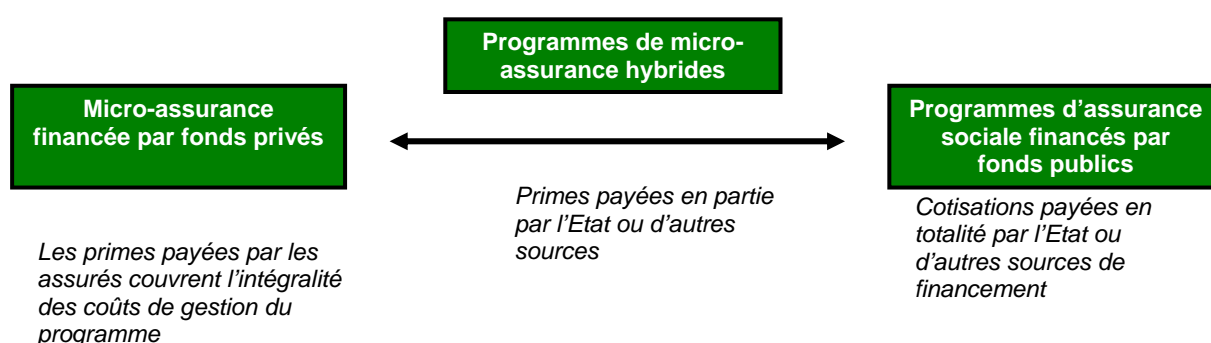 Programmes de micro-
assurance hybrides
Micro-assurance
financée par fonds privés
Programmes d’assurance
sociale financés par
fonds publics
Primes payées en partie
par l’Etat ou d’autres
sources
Cotisations payées en
totalité par l’Etat ou
d’autres sources de
financement
Les primes payées par les
assurés couvrent l’intégralité
des coûts de gestion du
programme